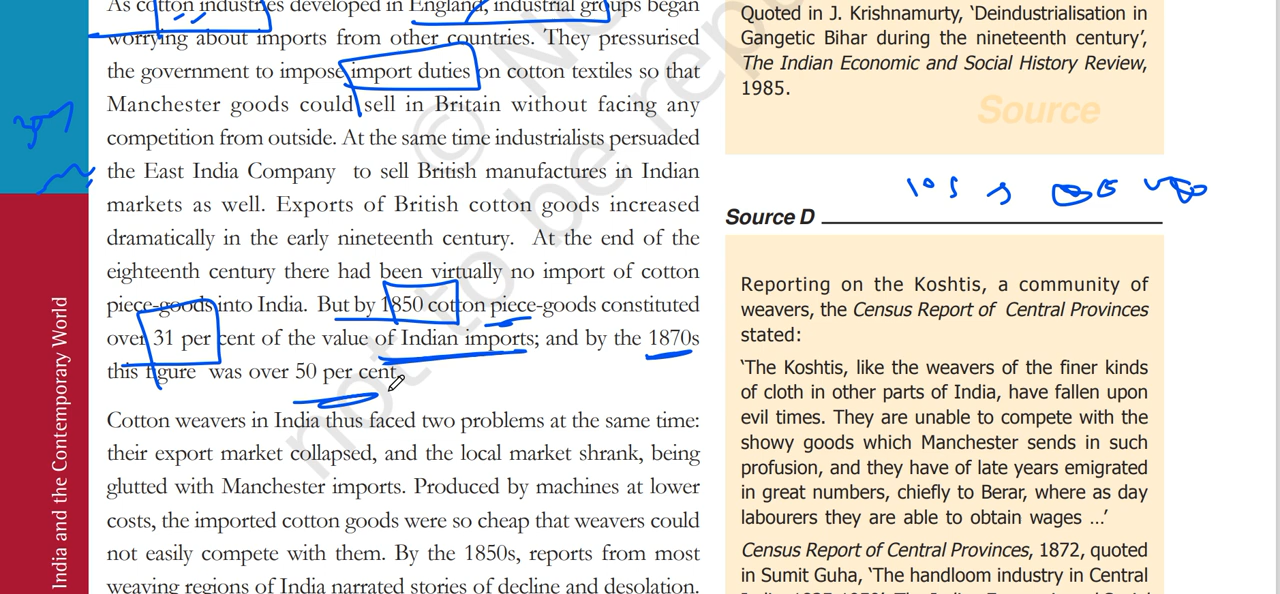 As cotton industries developed in England, industrial groups began
worrying about imports from other countries. They pressurised
the government to impose import duties on cotton textiles so that
Manchester goods could sell in Britain without facing any
competition from outside. At the same time industrialists persuaded
the East India Company to sell British manufactures in Indian
markets as well. Exports of British cotton goods increased
dramatically in the early nineteenth century. At the end of the
eighteenth century there had been virtually no import of cotton
piece-goods into India. But by 1850 cotton piece-goods constituted
over 31 per cent of the value of Indian imports; and by the 1870s
this figure was over 50 per cent.
Cotton weavers in India thus faced two problems at the same time:
their export market collapsed, and the local market shrank, being
glutted with Manchester imports. Produced by machines at lower
costs, the imported cotton goods were so cheap that weavers could
not easily compete with them. By the 1850s, reports from most
weaving regions of India narrated stories of decline and desolation.
Quoted in J. Krishnamurty, ‘Deindustrialisation in
Gangetic Bihar during the nineteenth century’,
The Indian Economic and Social History Review,
1985.
Source
Source D
Reporting on the Koshtis, a community of
weavers, the Census Report of Central Provinces
stated:
‘The Koshtis, like the weavers of the finer kinds
of cloth in other parts of India, have fallen upon
evil times. They are unable to compete with the
showy goods which Manchester sends in such
profusion, and they have of late years emigrated
in great numbers, chiefly to Berar, where as day
labourers they are able to obtain wages ...’
Census Report of Central Provinces, 1872, quoted
in Sumit Guha, ‘The handloom industry in Central
India and the Contemporary World
not to be